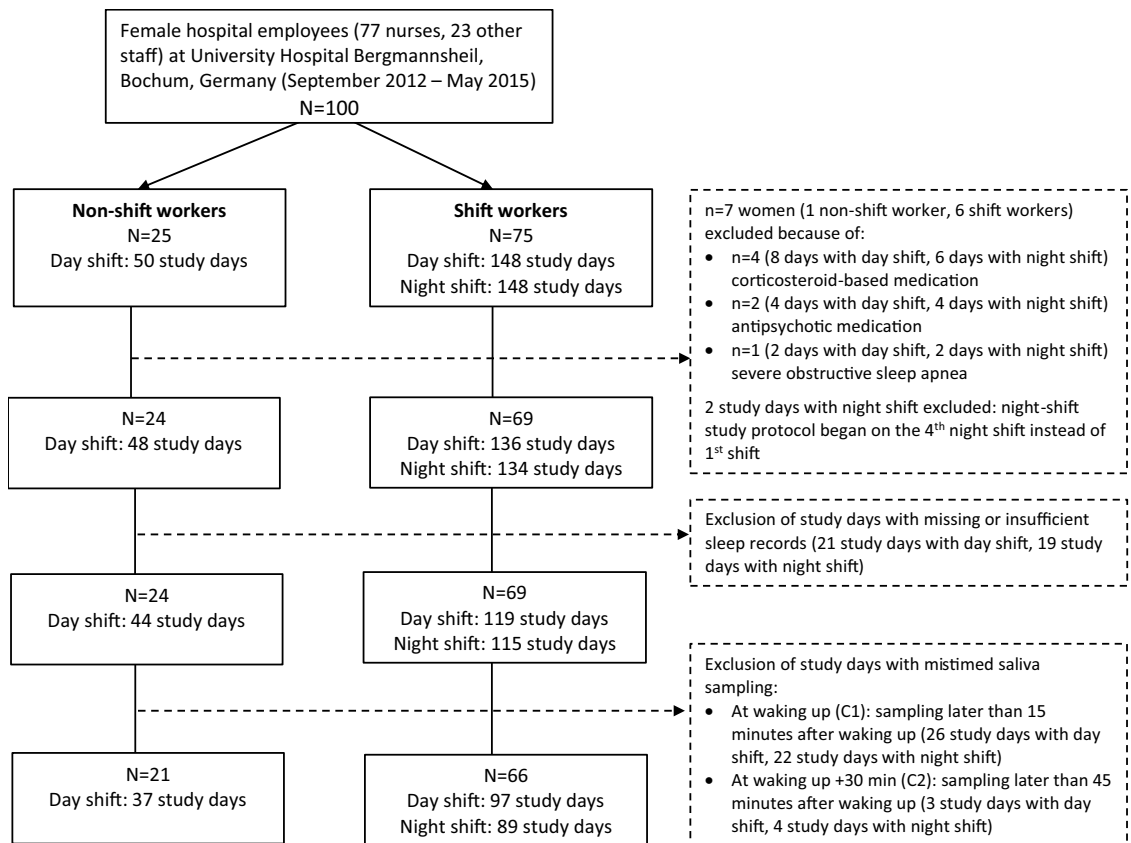 Female hospital employees (77 nurses, 23 other
staff) at University Hospital Bergmannsheil,
Bochum, Germany (September 2012 – May 2015)
N=100
Non-shift workers
N=25
Day shift: 50 study days
Shift workers
N=75
Day shift: 148 study days
Night shift: 148 study days
n=7 women (1 non-shift worker, 6 shift workers)
excluded because of:
• n=4 (8 days with day shift, 6 days with night shift)
corticosteroid-based medication
• n=2 (4 days with day shift, 4 days with night shift)
antipsychotic medication
• n=1 (2 days with day shift, 2 days with night shift)
severe obstructive sleep apnea
2 study days with night shift excluded: night-shift
study protocol began on the 4th night shift instead of
1st shift
N=24
Day shift: 48 study days
N=69
Day shift: 136 study days
Night shift: 134 study days
Exclusion of study days with missing or insufficient
sleep records (21 study days with day shift, 19 study
days with night shift)
N=24
Day shift: 44 study days
N=69
Day shift: 119 study days
Night shift: 115 study days
Exclusion of study days with mistimed saliva
sampling:
• At waking up (C1): sampling later than 15
minutes after waking up (26 study days with day
shift, 22 study days with night shift)
• At waking up +30 min (C2): sampling later than 45
minutes after waking up (3 study days with day
shift, 4 study days with night shift)
N=21
Day shift: 37 study days
N=66
Day shift: 97 study days
Night shift: 89 study days